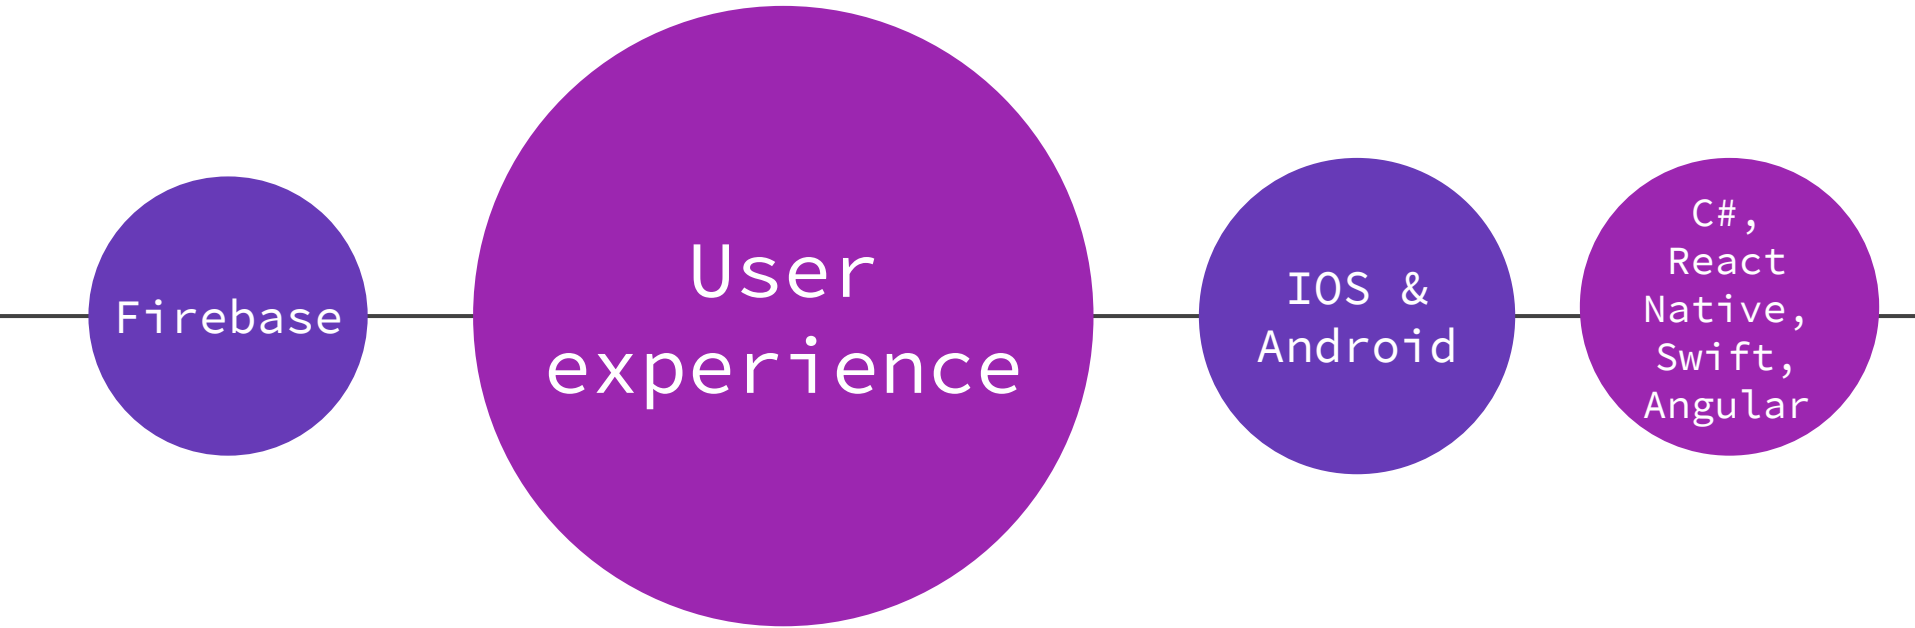 Firebase
User
experience
IOS &
Android
C#,
React
Native,
Swift,
Angular